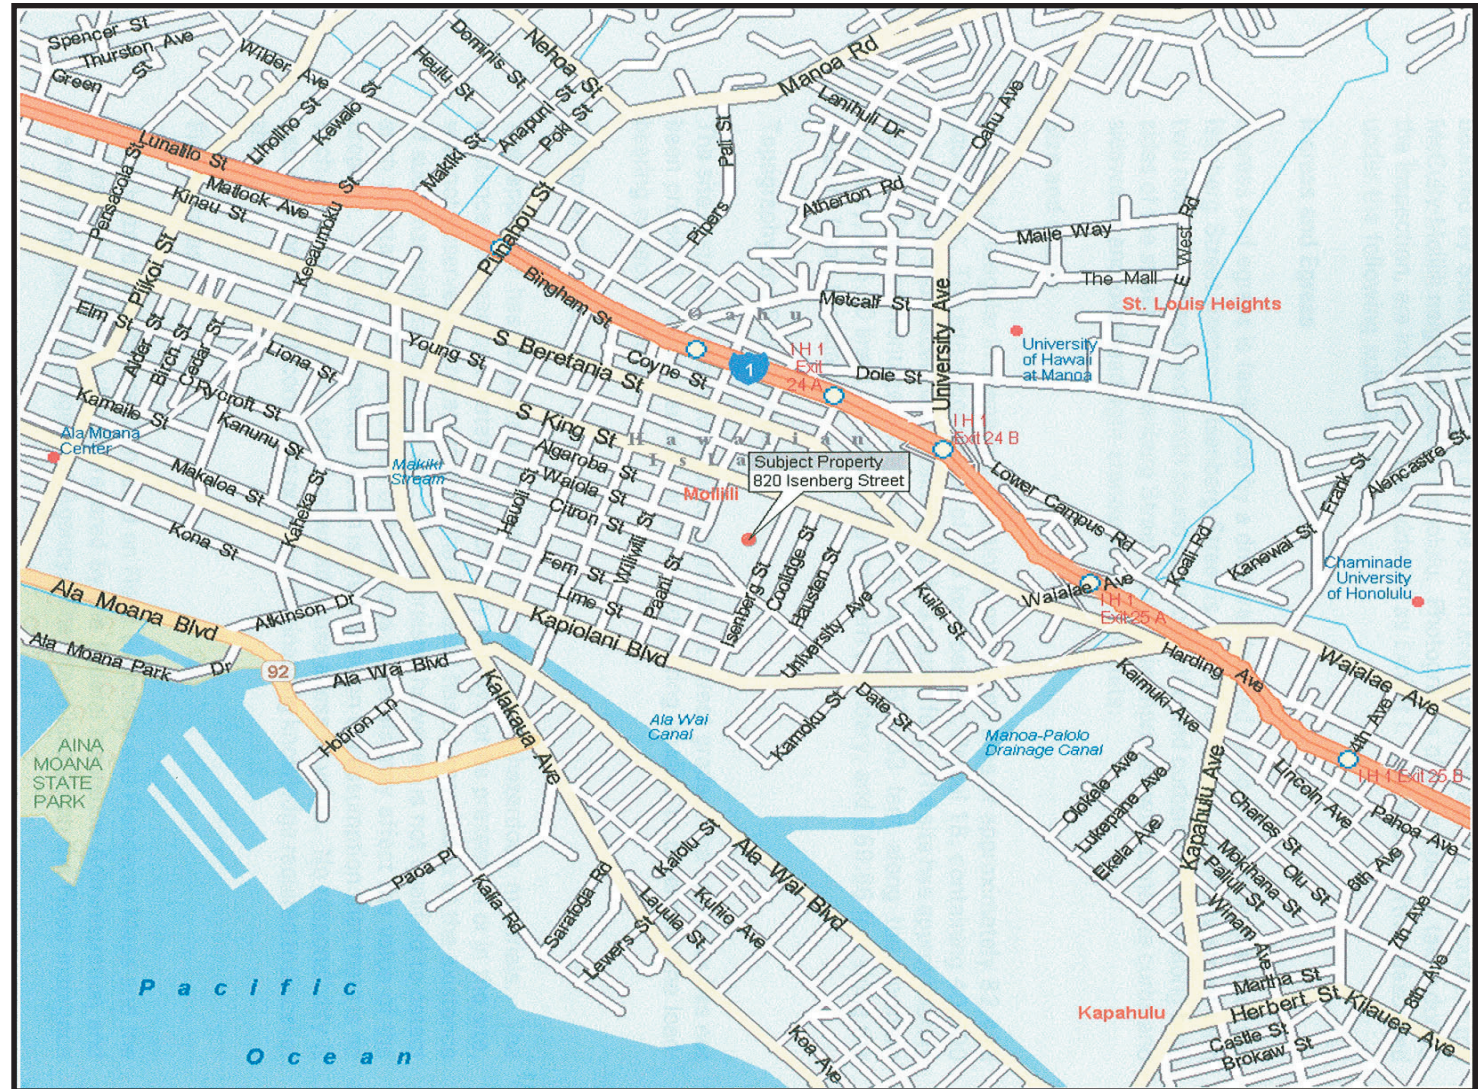 Spencer St
Thurston Ave
Green St
Wilder Ave
Dominis St
Heulu St
Nehoa St
Manoa Rd
Liholiho St
Kewalo St
Makiki St
Anapuni St
Poki St
Lanihuli Dr
Oahu Ave
Pali St
Lunalilo St
Matlock Ave
Kinau St
Pensacola St
Piikoi St
Keeaumoku St
Punahou St
Pipers
Atherton Rd
Maile Way
E West Rd
The Mall
St. Louis Heights
Metcalf St
University Ave
Bingham St
Oahu
Elm St
Alder St
Birch St
Cedar St
Liona St
Young St
S Beretania St
Coyne St
1
I H 1
Exit
24 A
Dole St
University
of Hawaii
at Manoa
Rycroft St
Kamaile St
Kanunu St
S King St
Hawaiian
Isla
I H 1
Exit 24 B
Ala Moana
Center
Makaloa St
Makiki
Stream
Algaroba St
Waiola St
Citron St
Moiliili
Subject Property
820 Isenberg Street
Lower Campus Rd
Frank St
Alencastre St
Kona St
Kaheka St
Hauoli St
Wiliwili St
Fern St
Lime St
Paani St
Isenberg St
Coolidge St
Hausten St
University Ave
Kuilei St
Koali Rd
Kanewai St
Waialae Ave
I H 1
Exit 25 A
Chaminade
University
of Honolulu
Ala Moana Blvd
Atkinson Dr
Kapiolani Blvd
Ala Moana Park Dr
92
Ala Wai Blvd
Hobron Ln
Kalakaua Ave
Ala Wai
Canal
Kamoku St
Date St
Manoa-Palolo
Drainage Canal
Kaimuki Ave
Harding Ave
Waialae Ave
4th Ave
I H 1 Exit 25 B
AINA
MOANA
STATE
PARK
Olokele Ave
Lukepane Ave
Ekela Ave
Kapahulu Ave
Lincoln Ave
Charles St
Pahoa Ave
Mokihana St
Olu St
Paliuli St
Winam Ave
6th Ave
7th Ave
8th Ave
Paoa Pl
Kalia Rd
Saratoga Rd
Lewers St
Kaiolu St
Lauula St
Kuhio Ave
Ala Wai Blvd
Koa Ave
Pacific
Ocean
Kapahulu
Martha St
Herbert St
Kilauea Ave
Castle St
Brokaw St